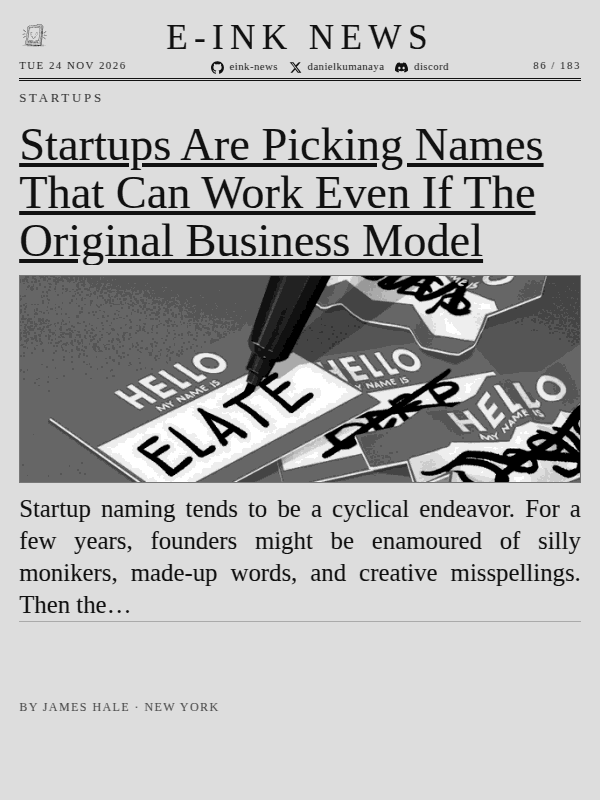 E-INK NEWS
TUE 24 NOV 2026
eink-news danielkumanaya discord
86 / 183
STARTUPS
Startups Are Picking Names
That Can Work Even If The
Original Business Model
HELLO
MY NAME IS
ELATE
HELLO
MY NAME IS
HELLO
MY NAME IS
Startup naming tends to be a cyclical endeavor. For a
few years, founders might be enamoured of silly
monikers, made-up words, and creative misspellings.
Then the…
BY JAMES HALE · NEW YORK